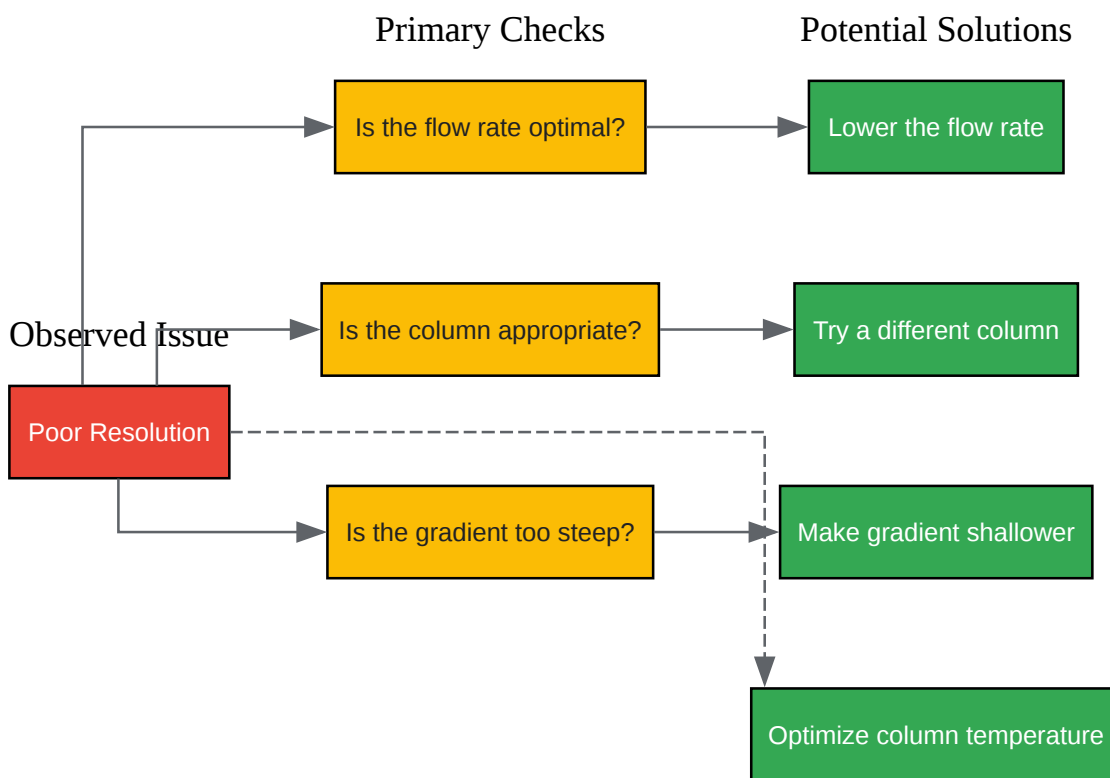 Primary Checks
Potential Solutions
Is the flow rate optimal?
Lower the flow rate
Observed Issue
Is the column appropriate?
Try a different column
Poor Resolution
Is the gradient too steep?
Make gradient shallower
Optimize column temperature